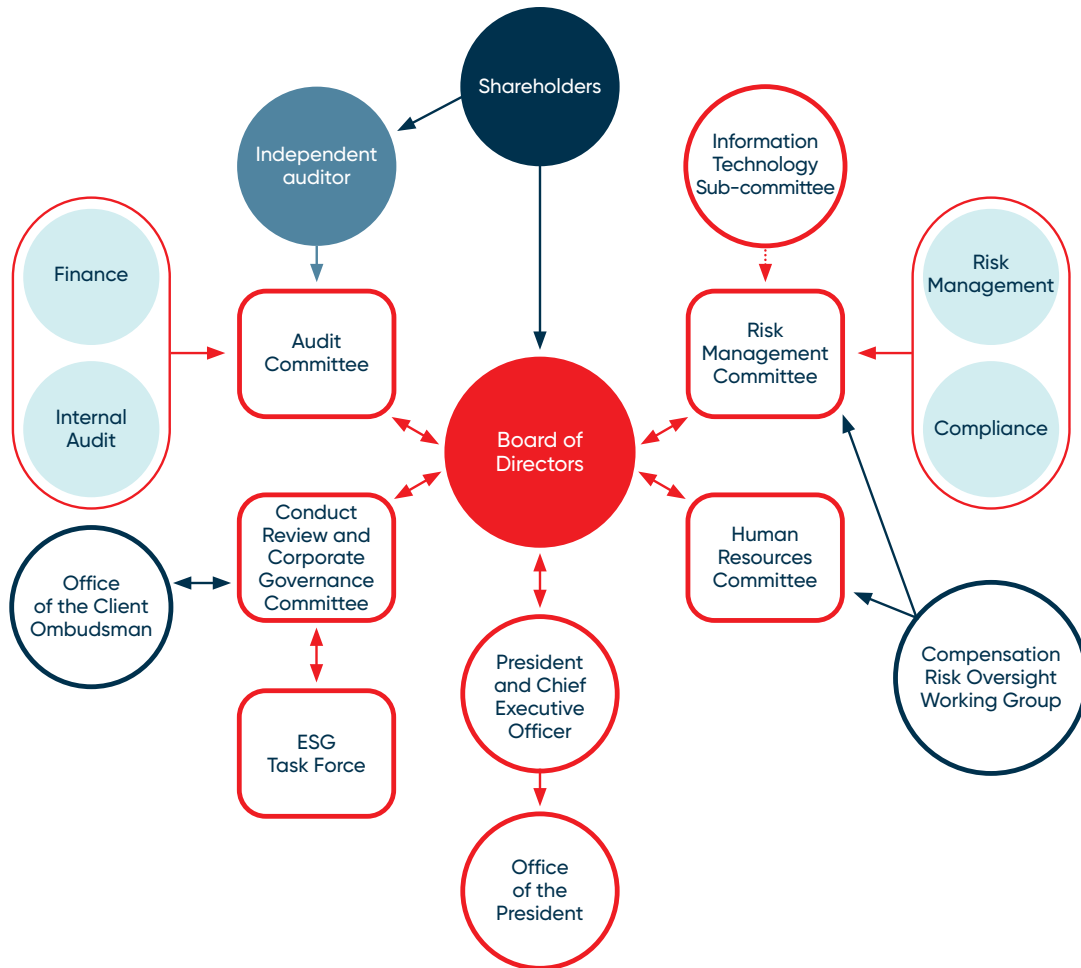 Shareholders
Independent
auditor
Information
Technology
Sub-committee
Finance
Internal
Audit
Audit
Committee
Risk
Management
Committee
Risk
Management
Compliance
Board of
Directors
Conduct
Review and
Corporate
Governance
Committee
Human
Resources
Committee
Office
of the Client
Ombudsman
President
and Chief
Executive
Officer
Compensation
Risk Oversight
Working Group
ESG
Task Force
Office
of the
President